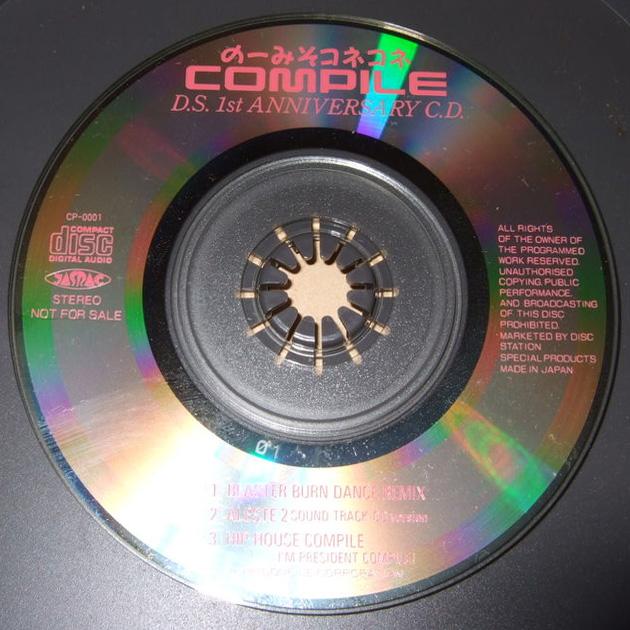 のーみそコネコネ
COMPILE
D.S. 1st ANNIVERSARY C.D.
CP-0001
COMPACT
disc
DIGITAL AUDIO
JASRAC
STEREO
NOT FOR SALE
ALL RIGHTS
OF THE OWNER OF
THE PROGRAMMED
WORK RESERVED.
UNAUTHORISED
COPYING, PUBLIC
PERFORMANCE,
AND BROADCASTING
OF THIS DISC
PROHIBITED.
MARKETED BY DISC
STATION
SPECIAL PRODUCTS
MADE IN JAPAN
01
1. BLASTER BURN DANCE REMIX
2. ALESTE 2 SOUND TRACK version
3. HIP HOUSE COMPILE
I'M PRESIDENT COMPILE
CORPORATION